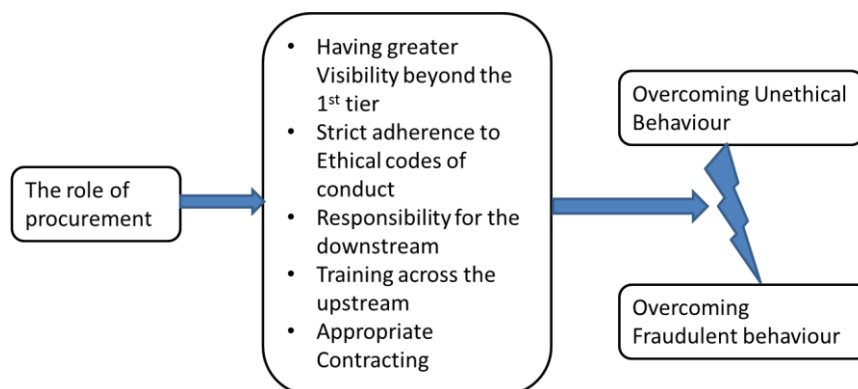 The role of
procurement
• Having greater
Visibility beyond the
1st tier
• Strict adherence to
Ethical codes of
conduct
• Responsibility for the
downstream
• Training across the
upstream
• Appropriate
Contracting
Overcoming Unethical
Behaviour
Overcoming
Fraudulent behaviour